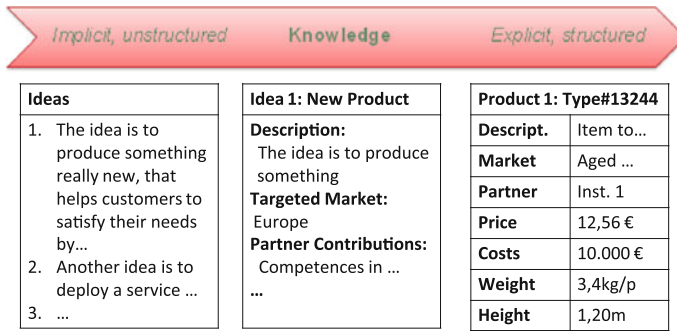 Implicit, unstructured Knowledge Explicit, structured
Ideas
1. The idea is to
produce something
really new, that
helps customers to
satisfy their needs
by…
2. Another idea is to
deploy a service …
3. …
Idea 1: New Product
Description:
The idea is to produce
something
Targeted Market:
Europe
Partner Contributions:
Competences in …
…
Product 1: Type#13244
Descript. Item to…
Market Aged …
Partner Inst. 1
Price 12,56 €
Costs 10.000 €
Weight 3,4kg/p
Height 1,20m